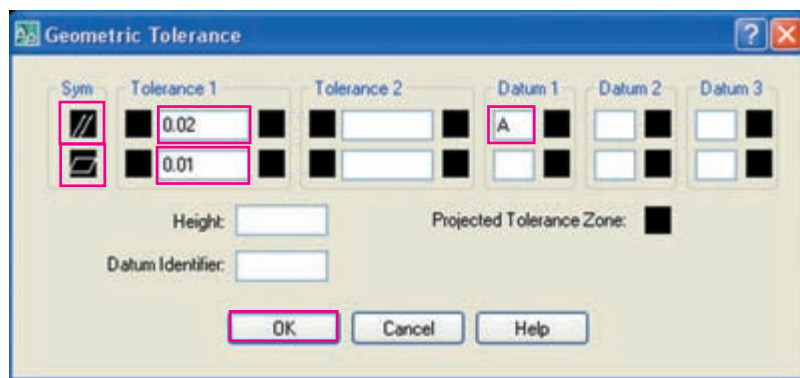 Geometric Tolerance
Sym Tolerance 1 Tolerance 2 Datum 1 Datum 2 Datum 3
0.02 A
0.01
Height: Projected Tolerance Zone:
Datum Identifier:
OK Cancel Help